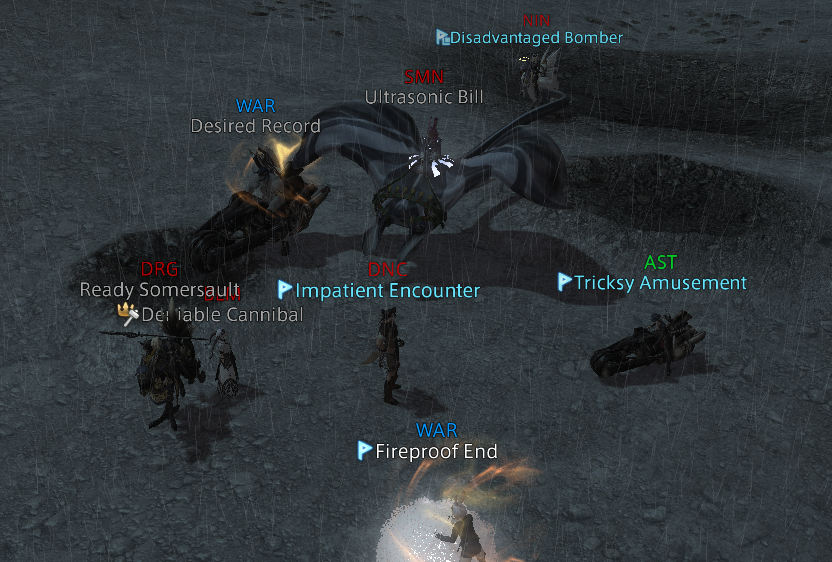 NIN
Disadvantaged Bomber
SMN
Ultrasonic Bill
WAR
Desired Record
DRG
Ready Somersault
DNC
Impatient Encounter
AST
Tricksy Amusement
Cannibal
WAR
Fireproof End